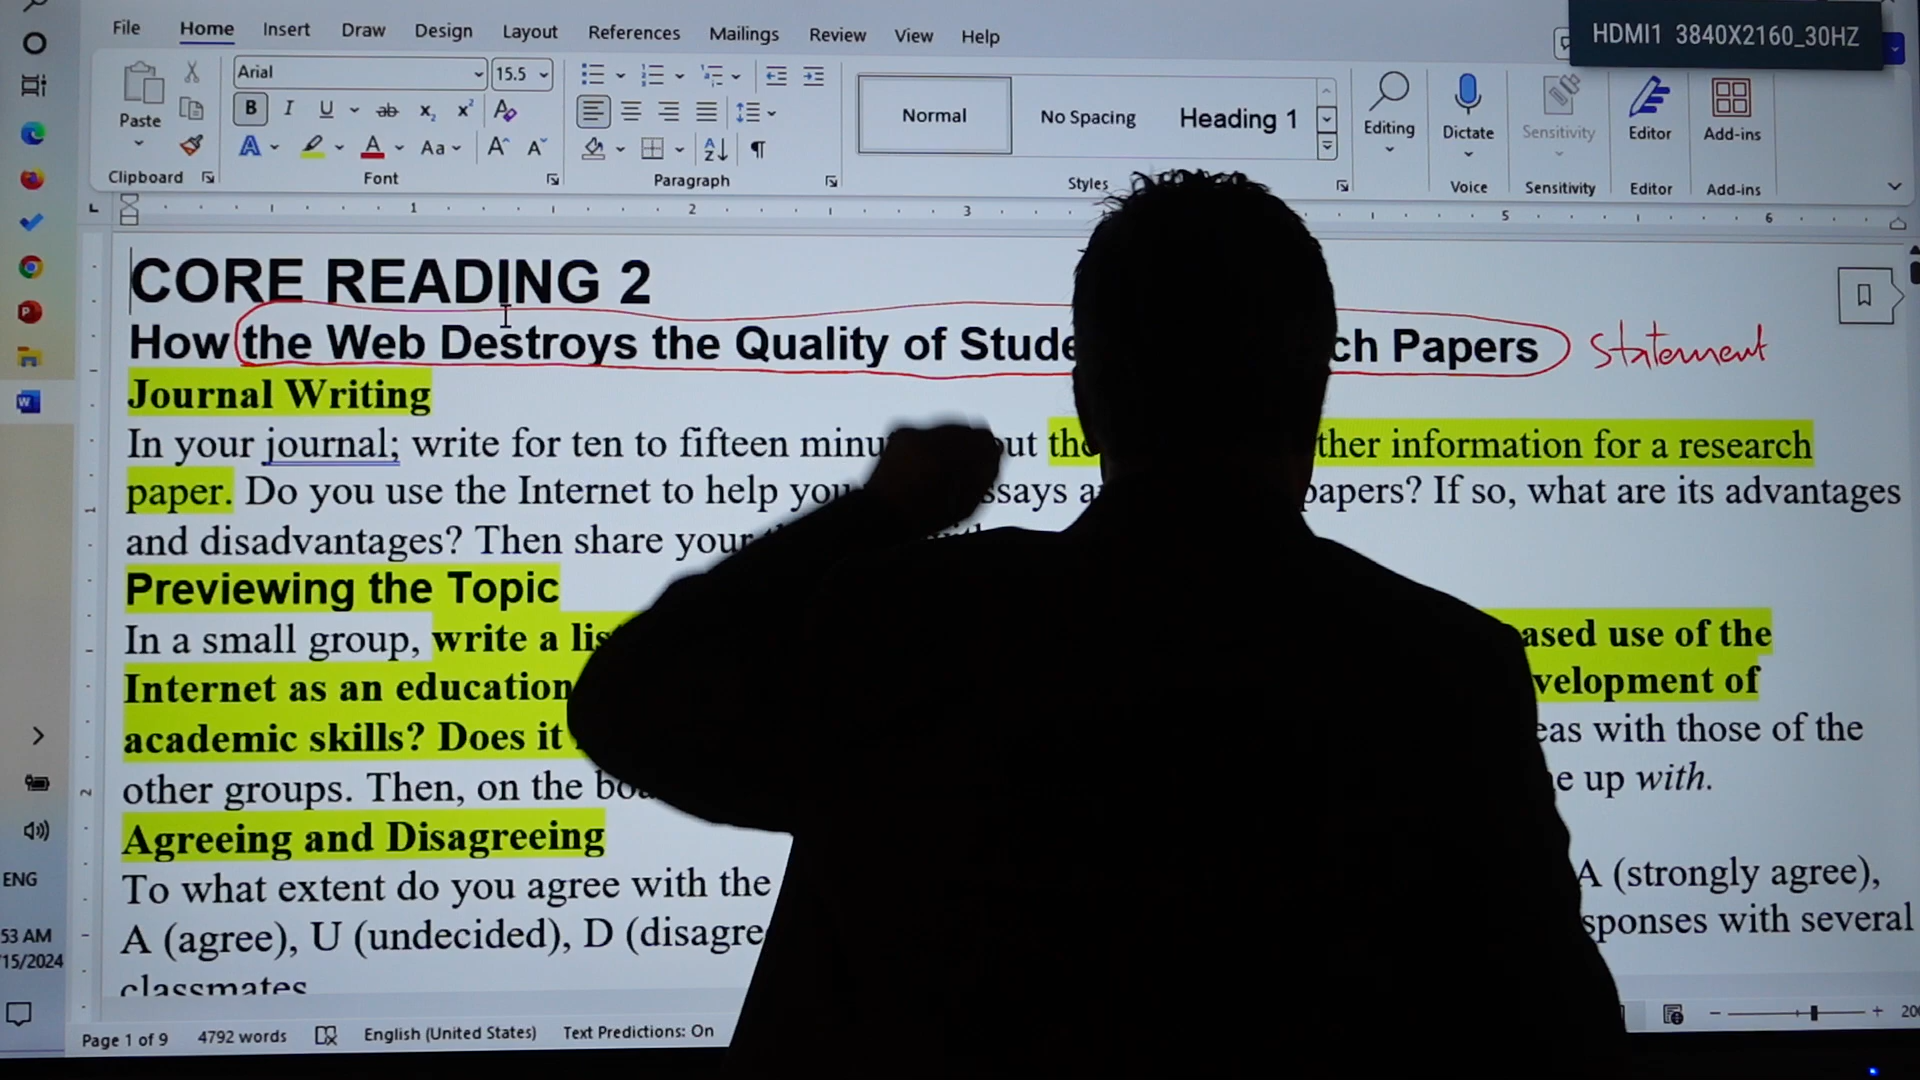 HDMI1 3840X2160_30HZ
File Home Insert Draw Design Layout References Mailings Review View Help
Arial 15.5
Normal No Spacing Heading 1
Paste Editing Dictate Sensitivity Editor Add-ins
Clipboard Font Paragraph Styles Voice Sensitivity Editor Add-ins
1 2 3 5 6
CORE READING 2
How the Web Destroys the Quality of Stude ch Papers statement
Journal Writing
In your journal; write for ten to fifteen minu out the ther information for a research
paper. Do you use the Internet to help you ssays a papers? If so, what are its advantages
and disadvantages? Then share your
Previewing the Topic
In a small group, write a lis ased use of the
Internet as an education velopment of
academic skills? Does it eas with those of the
other groups. Then, on the bo e up with.
Agreeing and Disagreeing
To what extent do you agree with the A (strongly agree),
A (agree), U (undecided), D (disagre sponses with several
classmates
ENG
53 AM
15/2024
Page 1 of 9 4792 words English (United States) Text Predictions: On